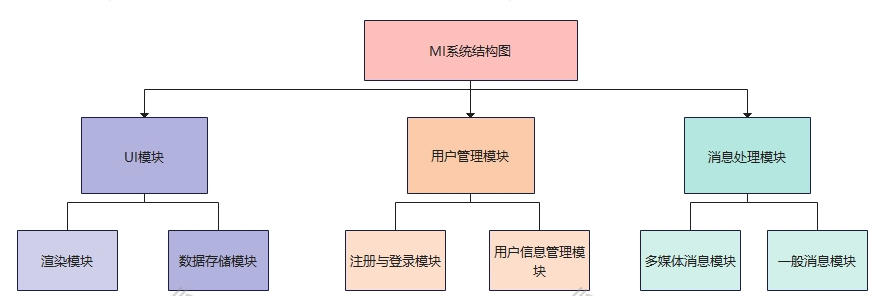 MI系统结构图
UI模块
用户管理模块
消息处理模块
渲染模块
数据存储模块
注册与登录模块
用户信息管理模
块
多媒体消息模块
一般消息模块